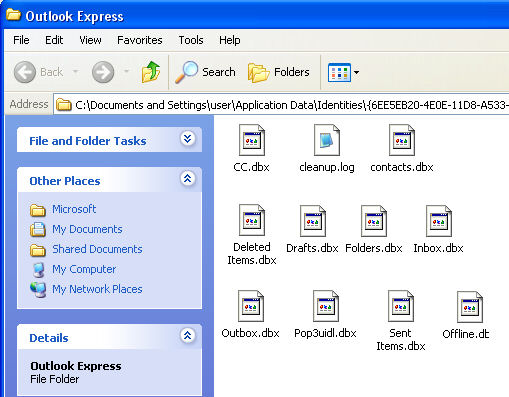 Outlook Express
File Edit View Favorites Tools Help
Back Search Folders
Address C:\Documents and Settings\user\Application Data\Identities\{6EE5EB20-4E0E-11D8-A533-
File and Folder Tasks
Other Places
Microsoft
My Documents
Shared Documents
My Computer
My Network Places
Details
Outlook Express
File Folder
CC.dbx cleanup.log contacts.dbx
Deleted Drafts.dbx Folders.dbx Inbox.dbx
Items.dbx
Outbox.dbx Pop3uidl.dbx Sent Offline.dt
Items.dbx